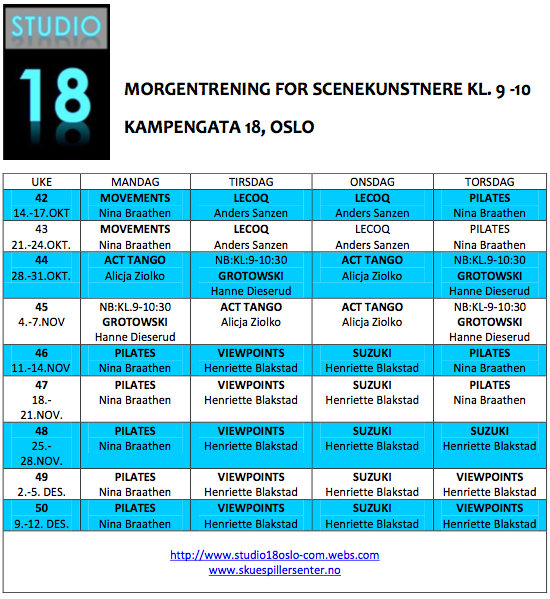 STUDIO
18
MORGENTRENING FOR SCENEKUNSTNERE KL. 9 -10
KAMPENGATA 18, OSLO
UKE MANDAG TIRSDAG ONSDAG TORSDAG
42 MOVEMENTS LECOQ LECOQ PILATES
14.-17.OKT Nina Braathen Anders Sanzen Anders Sanzen Nina Braathen
43 MOVEMENTS LECOQ LECOQ PILATES
21.-24.OKT. Nina Braathen Anders Sanzen Anders Sanzen Nina Braathen
44 ACT TANGO NB:KL.9-10:30 ACT TANGO NB:KL.9-10:30
28.-31.OKT. Alicja Ziolko GROTOWSKI Alicja Ziolko GROTOWSKI
Hanne Dieserud Hanne Dieserud
45 NB:KL:9-10:30 ACT TANGO ACT TANGO NB:KL-9-10:30
4.-7.NOV GROTOWSKI Alicja Ziolko Alicja Ziolko GROTOWSKI
Hanne Dieserud Hanne Dieserud
46 PILATES VIEWPOINTS SUZUKI PILATES
11.-14.NOV Nina Braathen Henriette Blakstad Henriette Blakstad Nina Braathen
47 PILATES VIEWPOINTS SUZUKI PILATES
18.- Nina Braathen Henriette Blakstad Henriette Blakstad Nina Braathen
21.NOV.
48 PILATES VIEWPOINTS SUZUKI SUZUKI
25.- Nina Braathen Henriette Blakstad Henriette Blakstad Henriette Blakstad
28.NOV.
49 PILATES VIEWPOINTS SUZUKI VIEWPOINTS
2.-5. DES. Nina Braathen Henriette Blakstad Henriette Blakstad Henriette Blakstad
50 PILATES VIEWPOINTS SUZUKI VIEWPOINTS
9.-12. DES. Nina Braathen Henriette Blakstad Henriette Blakstad Henriette Blakstad
http://www.studio18oslo-com.webs.com
www.skuespillersenter.no